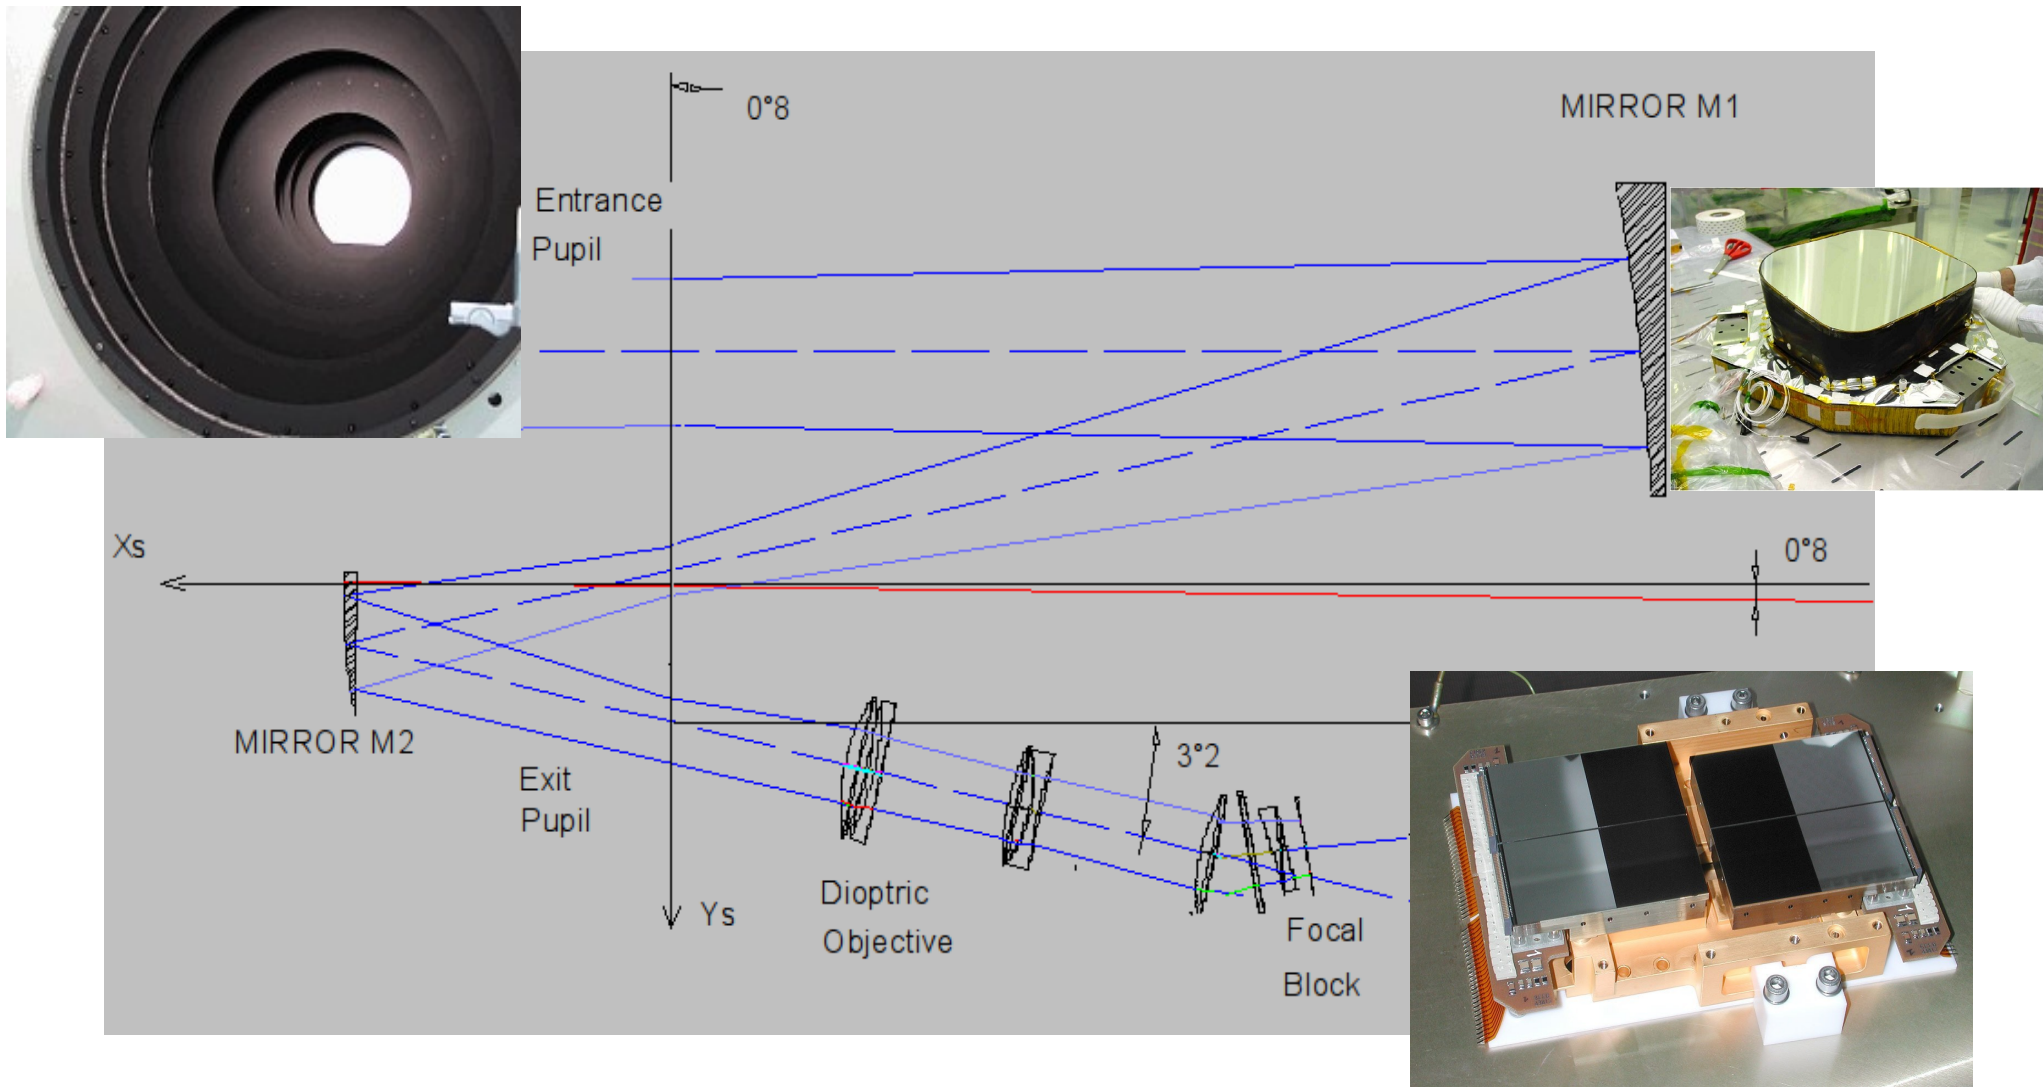 0°8
MIRROR M1
Entrance
Pupil
Xs
0°8
MIRROR M2
3°2
Exit
Pupil
Dioptric
Objective
Ys
Focal
Block